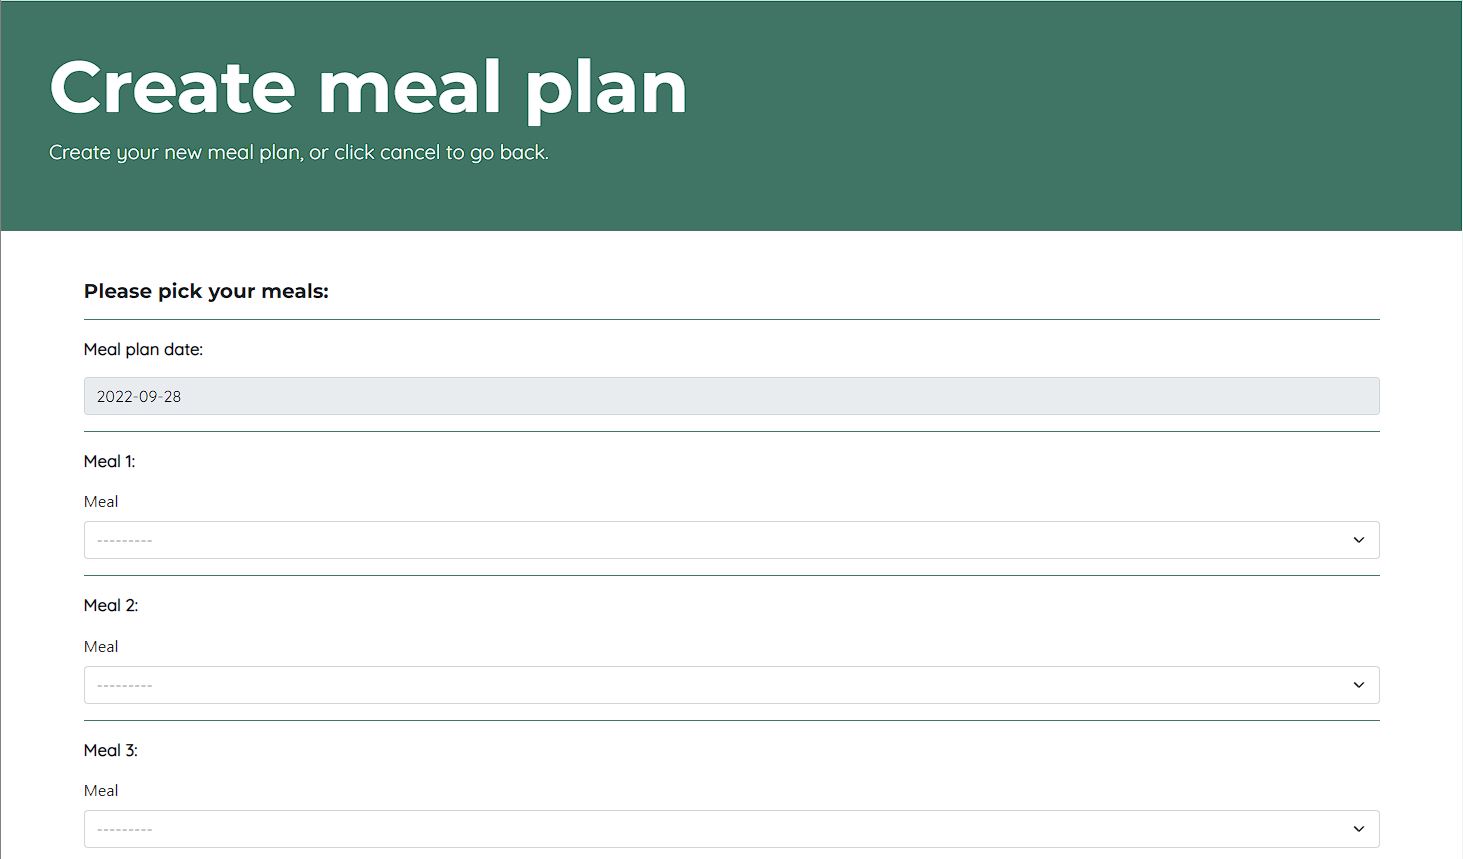 Create meal plan
Create your new meal plan, or click cancel to go back.
Please pick your meals:
Meal plan date:
2022-09-28
Meal 1:
Meal
---------
Meal 2:
Meal
---------
Meal 3:
Meal
---------